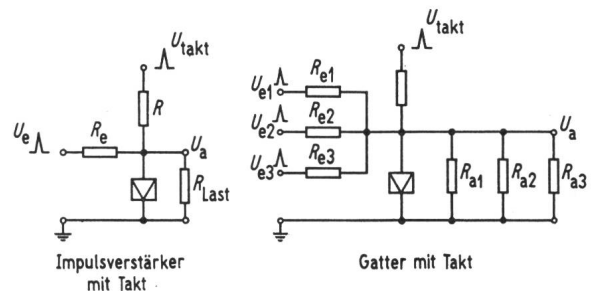 U_takt
R
U_e
R_e
U_a
R_Last
Impulsverstärker
mit Takt
U_takt
U_e1
R_e1
U_e2
R_e2
U_e3
R_e3
U_a
R_a1
R_a2
R_a3
Gatter mit Takt